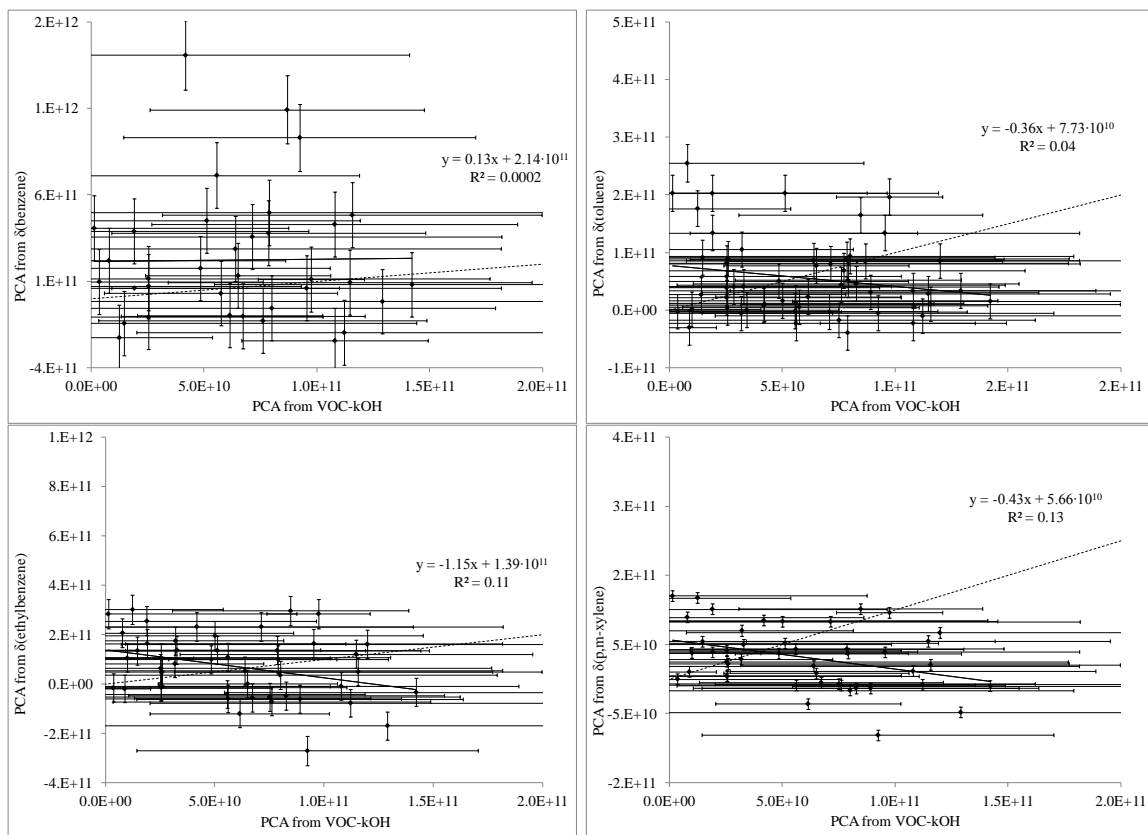 2.E+12
1.E+12
6.E+11
1.E+11
-4.E+11
PCA from δ(benzene)
y = 0.13x + 2.14·10¹¹
R² = 0.0002
0.0E+00 5.0E+10 1.0E+11 1.5E+11 2.0E+11
PCA from VOC-kOH
5.E+11
4.E+11
3.E+11
2.E+11
1.E+11
0.E+00
-1.E+11
PCA from δ(toluene)
y = -0.36x + 7.73·10¹⁰
R² = 0.04
0.0E+00 5.0E+10 1.0E+11 2.E+11 2.E+11
PCA from VOC-kOH
1.E+12
8.E+11
6.E+11
4.E+11
2.E+11
0.E+00
-2.E+11
-4.E+11
PCA from δ(ethylbenzene)
y = -1.15x + 1.39·10¹¹
R² = 0.11
0.0E+00 5.0E+10 1.0E+11 1.5E+11 2.0E+11
PCA from VOC-kOH
4.E+11
3.E+11
2.E+11
5.E+10
-5.E+10
-2.E+11
PCA from δ(p,m-xylene)
y = -0.43x + 5.66·10¹⁰
R² = 0.13
0.0E+00 5.0E+10 1.0E+11 2.E+11 2.E+11
PCA from VOC-kOH